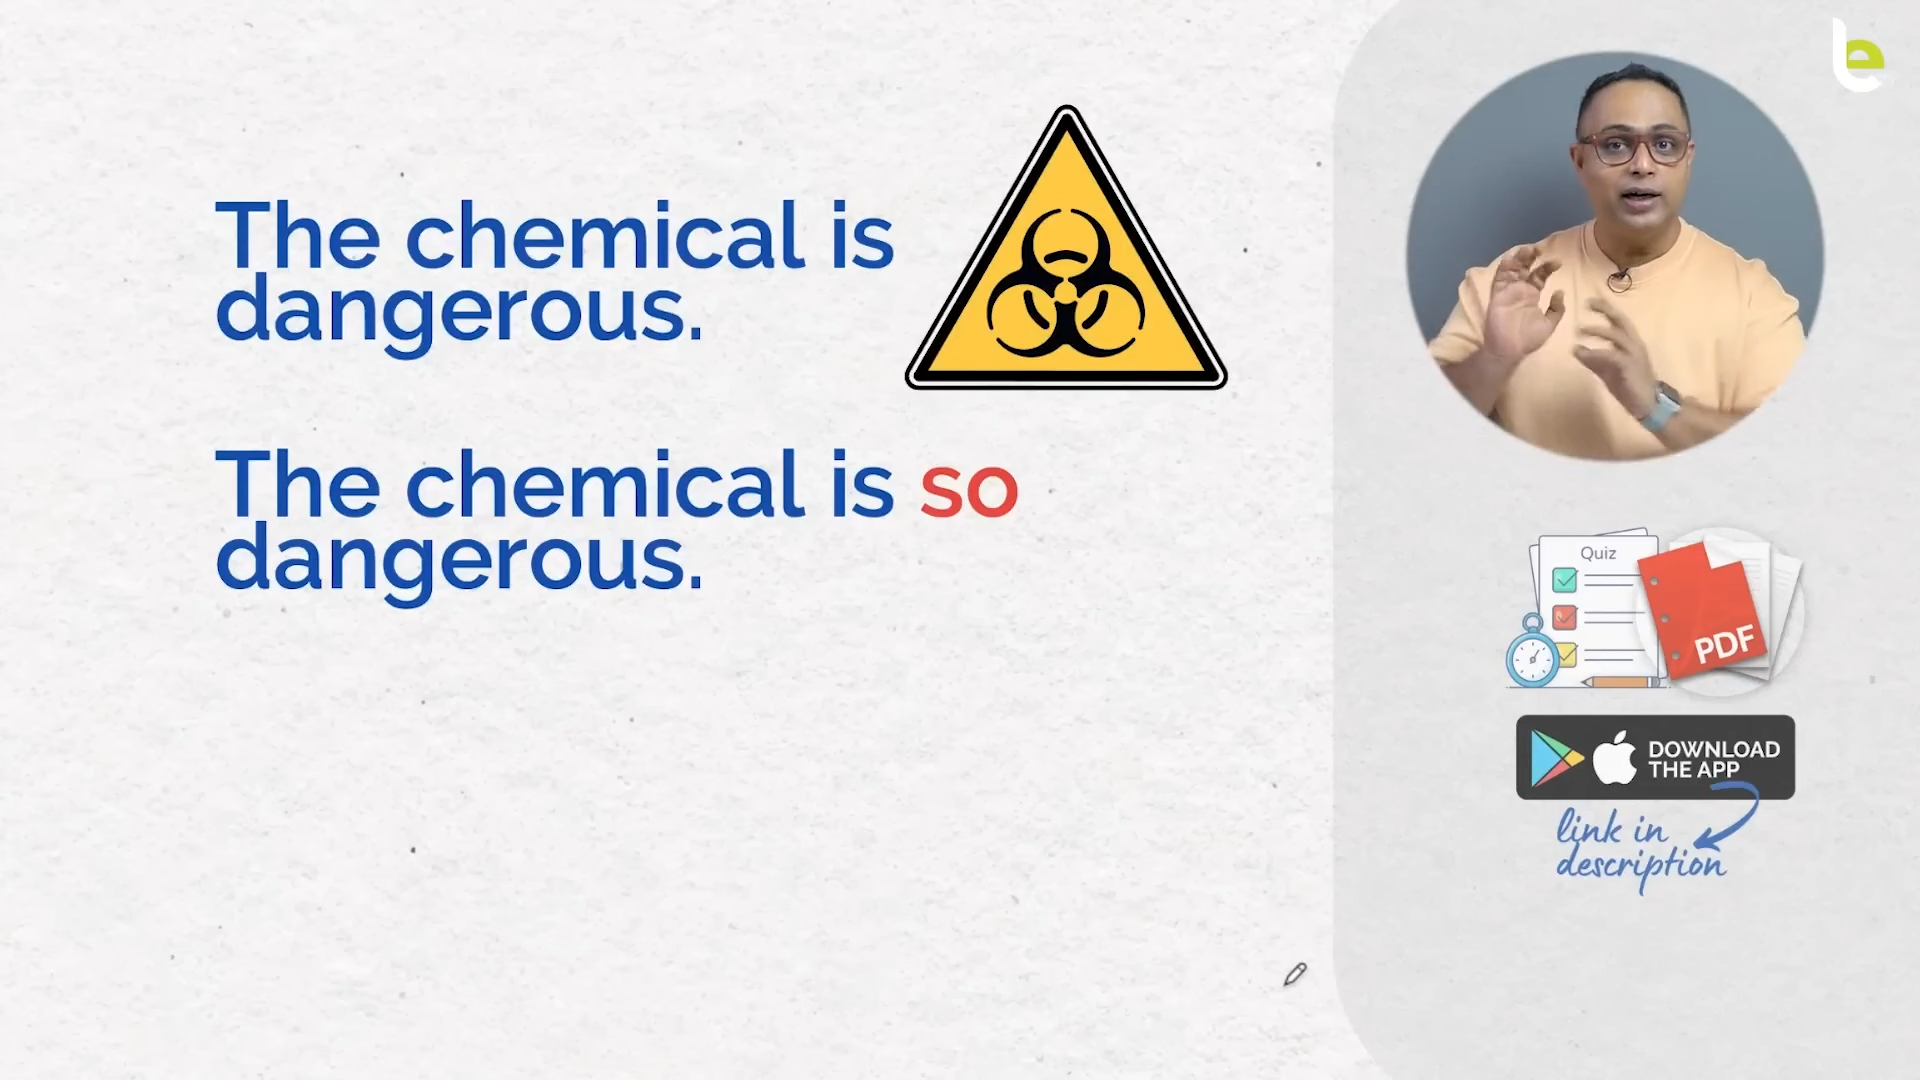 The chemical is
dangerous.
The chemical is so
dangerous.
Quiz
PDF
DOWNLOAD
THE APP
link in
description